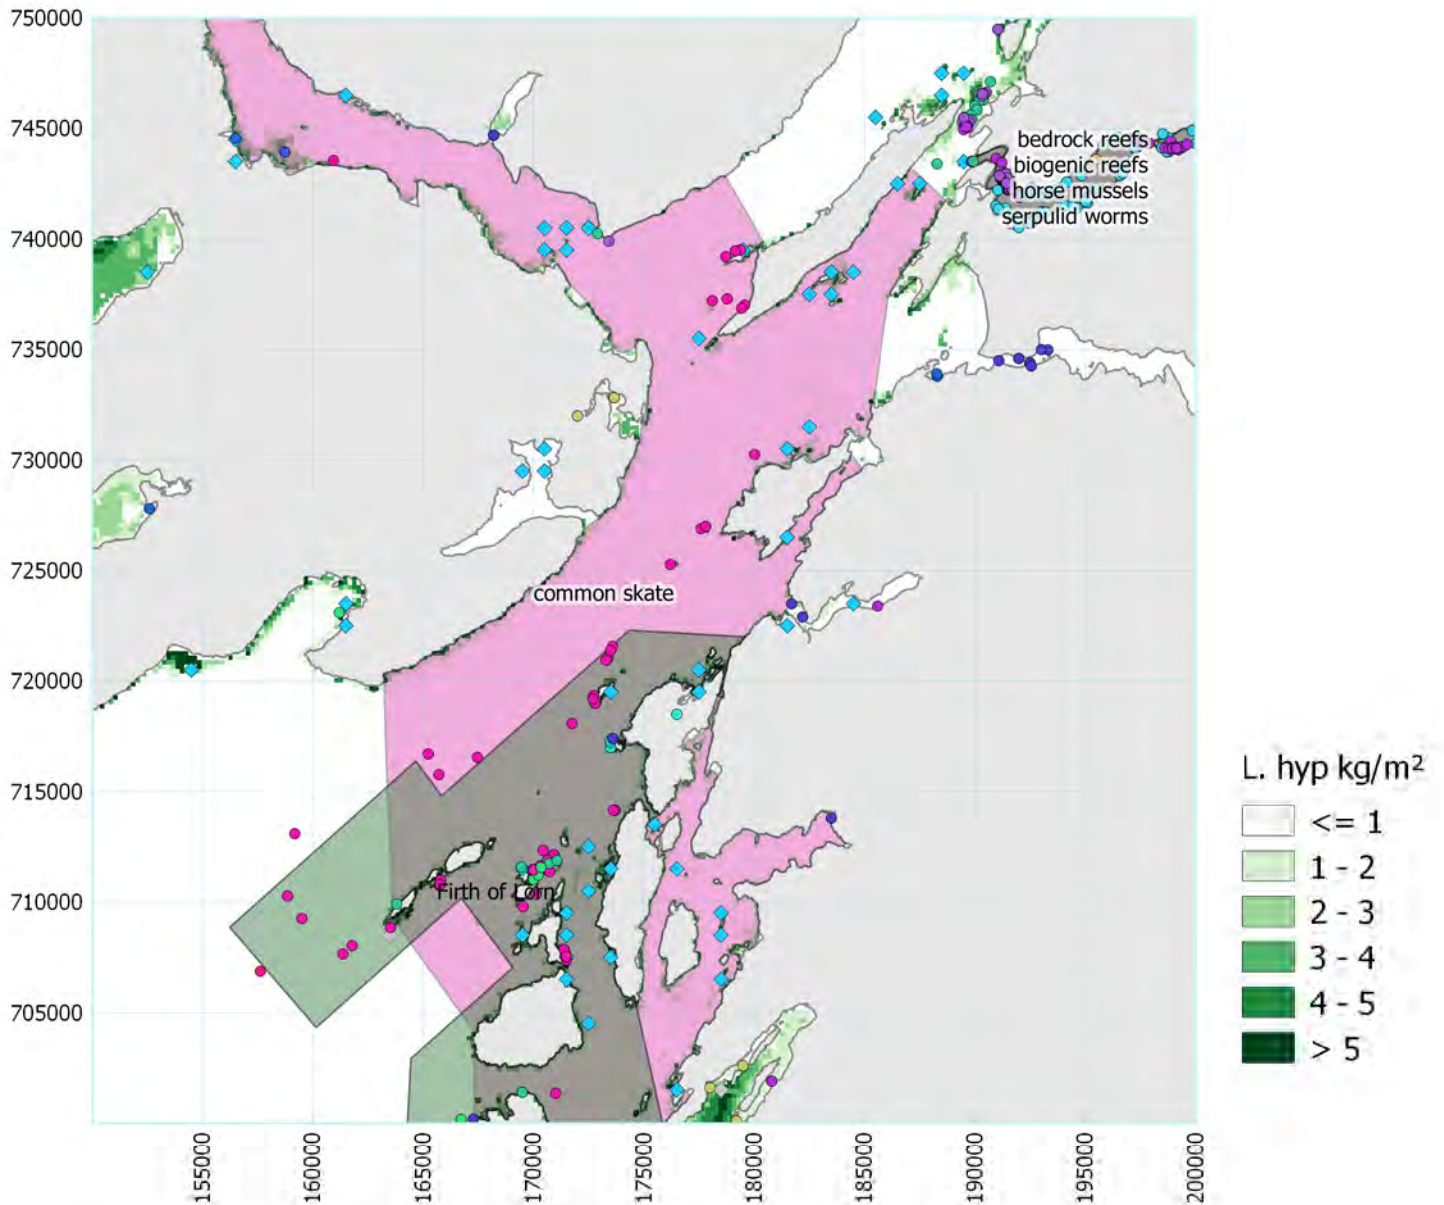 750000
745000
740000
735000
730000
725000
720000
715000
710000
705000
bedrock reefs
biogenic reefs
horse mussels
serpulid worms
common skate
Firth of Lorn
155000
160000
165000
170000
175000
180000
185000
190000
195000
200000
L. hyp kg/m²
<= 1
1 - 2
2 - 3
3 - 4
4 - 5
> 5